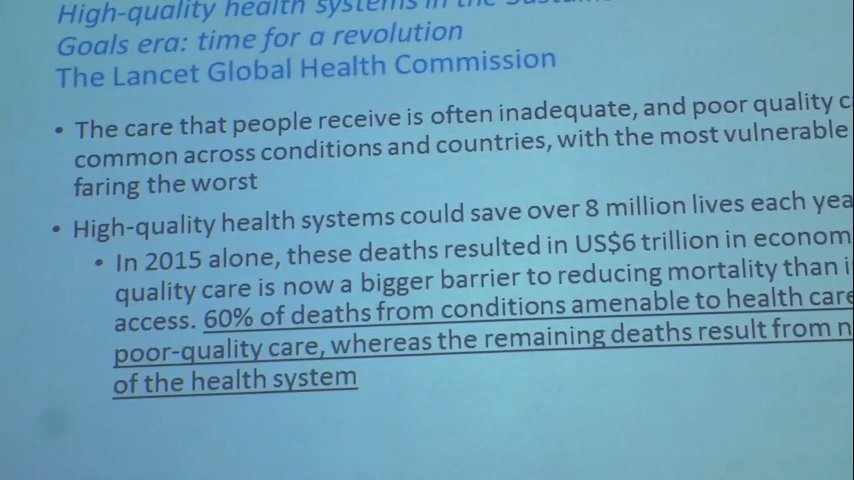 High-quality health systems in the
Goals era: time for a revolution
The Lancet Global Health Commission
• The care that people receive is often inadequate, and poor quality
common across conditions and countries, with the most vulnerable
faring the worst
• High-quality health systems could save over 8 million lives each
• In 2015 alone, these deaths resulted in US$6 trillion in
quality care is now a bigger barrier to reducing mortality than
access. 60% of deaths from conditions amenable to health care
poor-quality care, whereas the remaining deaths result from
of the health system